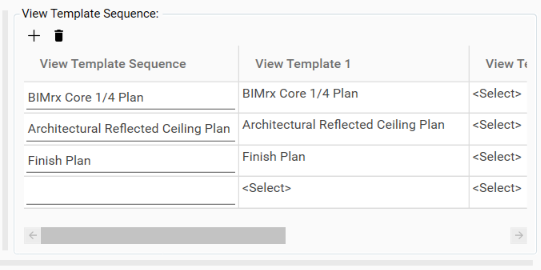 View Template Sequence:
View Template Sequence View Template 1 View Te
BIMrx Core 1/4 Plan BIMrx Core 1/4 Plan <Select>
Architectural Reflected Ceiling Plan Architectural Reflected Ceiling Plan <Select>
Finish Plan Finish Plan <Select>
<Select> <Select>